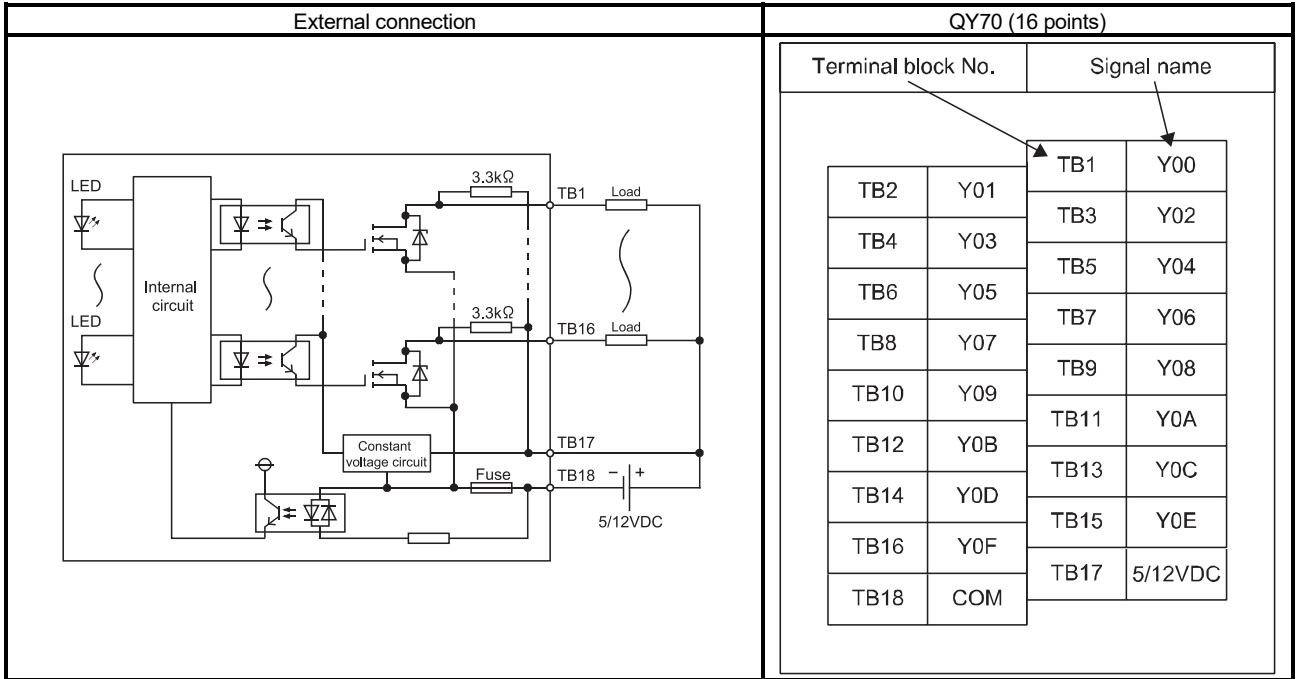 External connection
QY70 (16 points)
Terminal block No.
Signal name
LED
LED
Internal
circuit
3.3kΩ
TB1
Load
3.3kΩ
TB16
Load
Constant
voltage circuit
TB17
Fuse
TB18
− +
5/12VDC
TB1 Y00
TB2 Y01
TB3 Y02
TB4 Y03
TB5 Y04
TB6 Y05
TB7 Y06
TB8 Y07
TB9 Y08
TB10 Y09
TB11 Y0A
TB12 Y0B
TB13 Y0C
TB14 Y0D
TB15 Y0E
TB16 Y0F
TB17 5/12VDC
TB18 COM